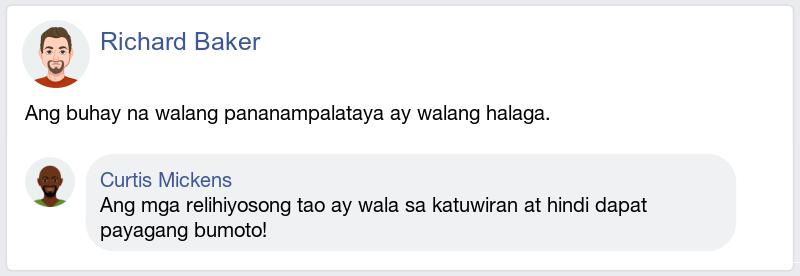 Richard Baker
Ang buhay na walang pananampalataya ay walang halaga.
Curtis Mickens
Ang mga relihiyosong tao ay wala sa katuwiran at hindi dapat
payagang bumoto!